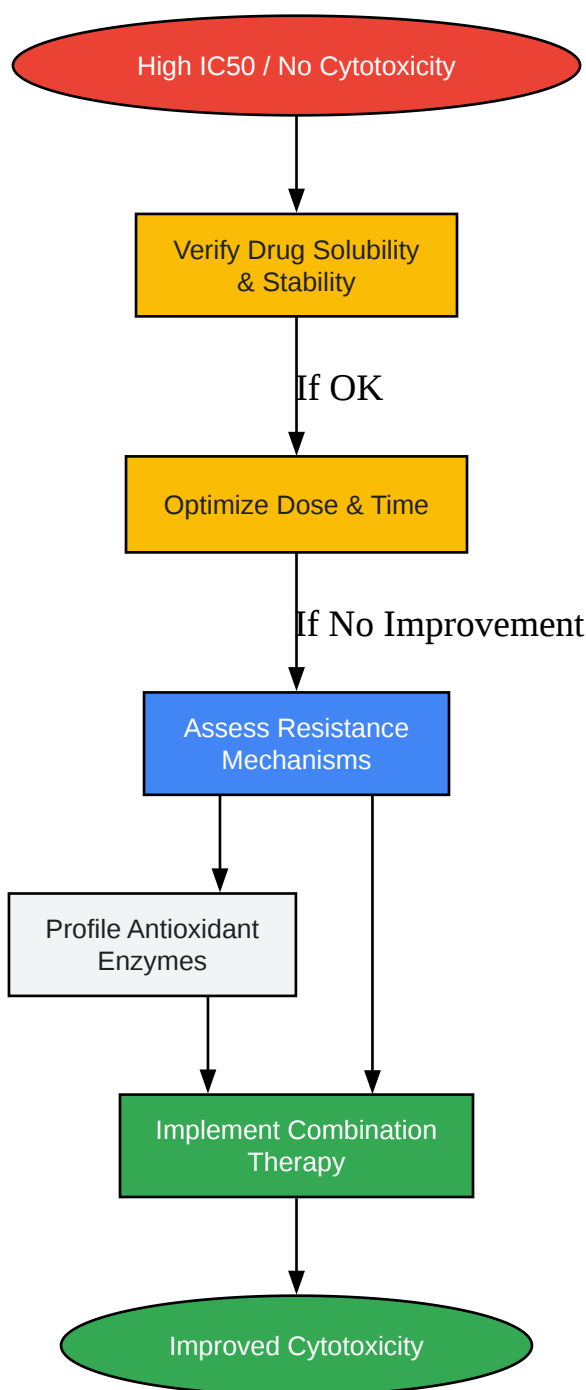 High IC50 / No Cytotoxicity
Verify Drug Solubility
& Stability
If OK
Optimize Dose & Time
If No Improvement
Assess Resistance
Mechanisms
Profile Antioxidant
Enzymes
Implement Combination
Therapy
Improved Cytotoxicity